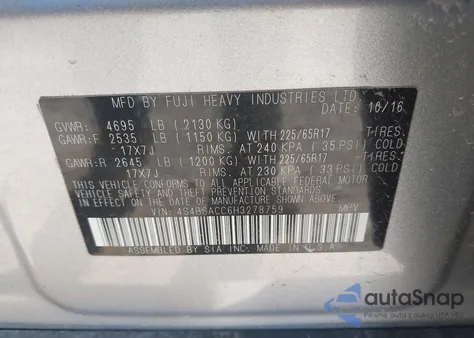 MFD BY FUJI HEAVY INDUSTRIES LTD.
DATE: 10/16
GVWR: 4695 LB (2130 KG)
GAWR:F 2535 LB (1150 KG) WITH 225/65R17 TIRES.
17X7J RIMS. AT 240 KPA (35 PSI) COLD
GAWR:R 2645 LB (1200 KG) WITH 225/65R17 TIRES.
17X7J RIMS. AT 230 KPA (33 PSI) COLD
THIS VEHICLE CONFORMS TO ALL APPLICABLE FEDERAL MOTOR VEHICLE
SAFETY AND THEFT PREVENTION STANDARDS IN EFFECT ON THE DATE OF
MANUFACTURE SHOWN ABOVE.
VIN: 4S4BSACC6H3278759 MPV
ASSEMBLED BY SIA INC. MADE IN U.S.A
autoSnap
Pewne auta z aukcji